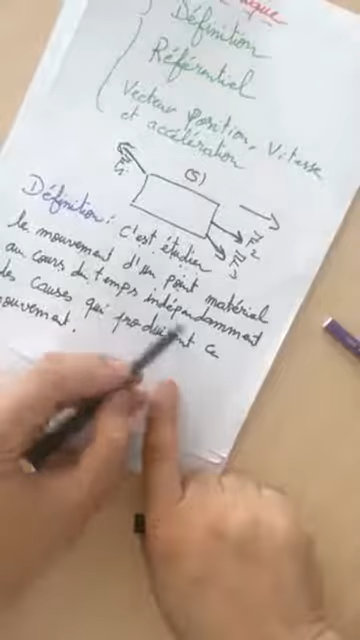 Définition
Référentiel
Vecteur position, Vitesse
et accélération
(S)
Définition : c'est étudier
le mouvement d'un point matériel
au cours du temps indépendamment
des causes qui produisent ce
mouvement.